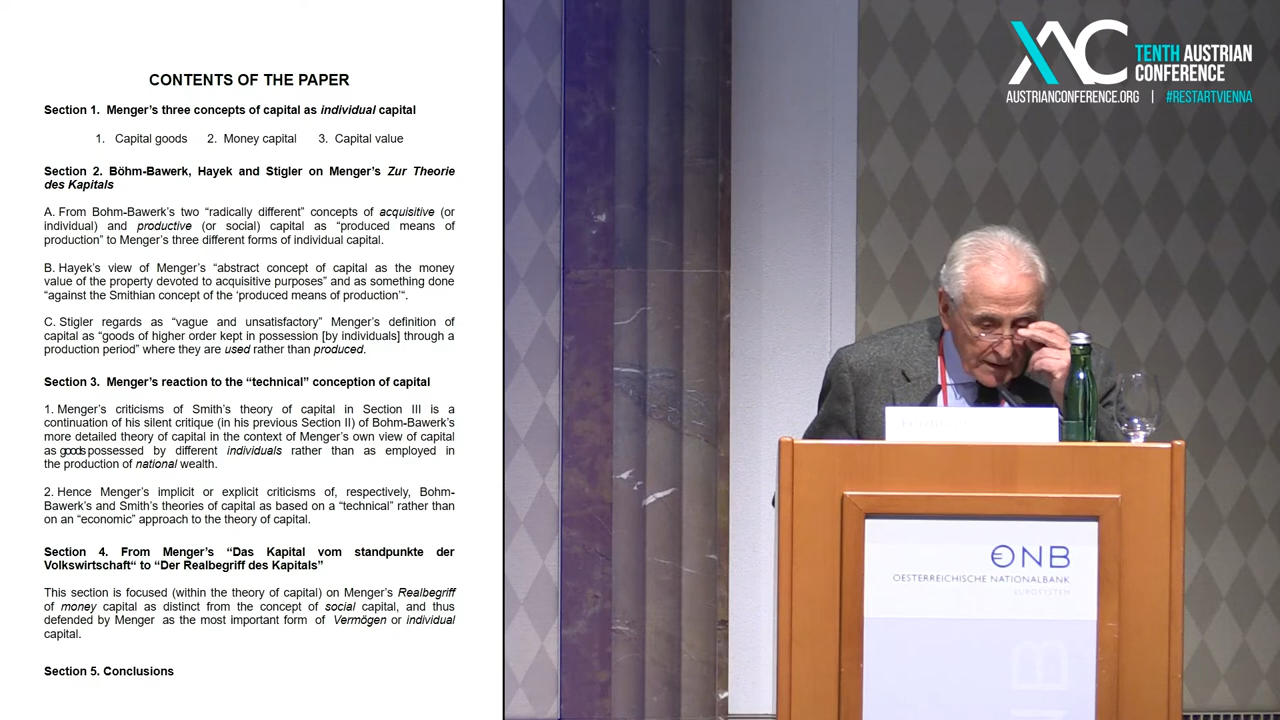 CONTENTS OF THE PAPER
Section 1. Menger's three concepts of capital as individual capital
1. Capital goods 2. Money capital 3. Capital value
Section 2. Böhm-Bawerk, Hayek and Stigler on Menger's Zur Theorie
des Kapitals
A. From Bohm-Bawerk's two “radically different” concepts of acquisitive (or
individual) and productive (or social) capital as “produced means of
production” to Menger's three different forms of individual capital.
B. Hayek's view of Menger's “abstract concept of capital as the money
value of the property devoted to acquisitive purposes” and as something done
“against the Smithian concept of the ‘produced means of production’“.
C. Stigler regards as “vague and unsatisfactory” Menger's definition of
capital as “goods of higher order kept in possession [by individuals] through a
production period” where they are used rather than produced.
Section 3. Menger's reaction to the “technical” conception of capital
1. Menger's criticisms of Smith's theory of capital in Section III is a
continuation of his silent critique (in his previous Section II) of Bohm-Bawerk's
more detailed theory of capital in the context of Menger's own view of capital
as goods possessed by different individuals rather than as employed in
the production of national wealth.
2. Hence Menger's implicit or explicit criticisms of, respectively, Bohm-
Bawerk's and Smith's theories of capital as based on a “technical” rather than
on an “economic” approach to the theory of capital.
Section 4. From Menger's “Das Kapital vom standpunkte der
Volkswirtschaft“ to “Der Realbegriff des Kapitals”
This section is focused (within the theory of capital) on Menger's Realbegriff
of money capital as distinct from the concept of social capital, and thus
defended by Menger as the most important form of Vermögen or individual
capital.
Section 5. Conclusions
XAC
TENTH AUSTRIAN
CONFERENCE
AUSTRIANCONFERENCE.ORG | #RESTARTVIENNA
ONB
OESTERREICHISCHE NATIONALBANK
EUROSYSTEM